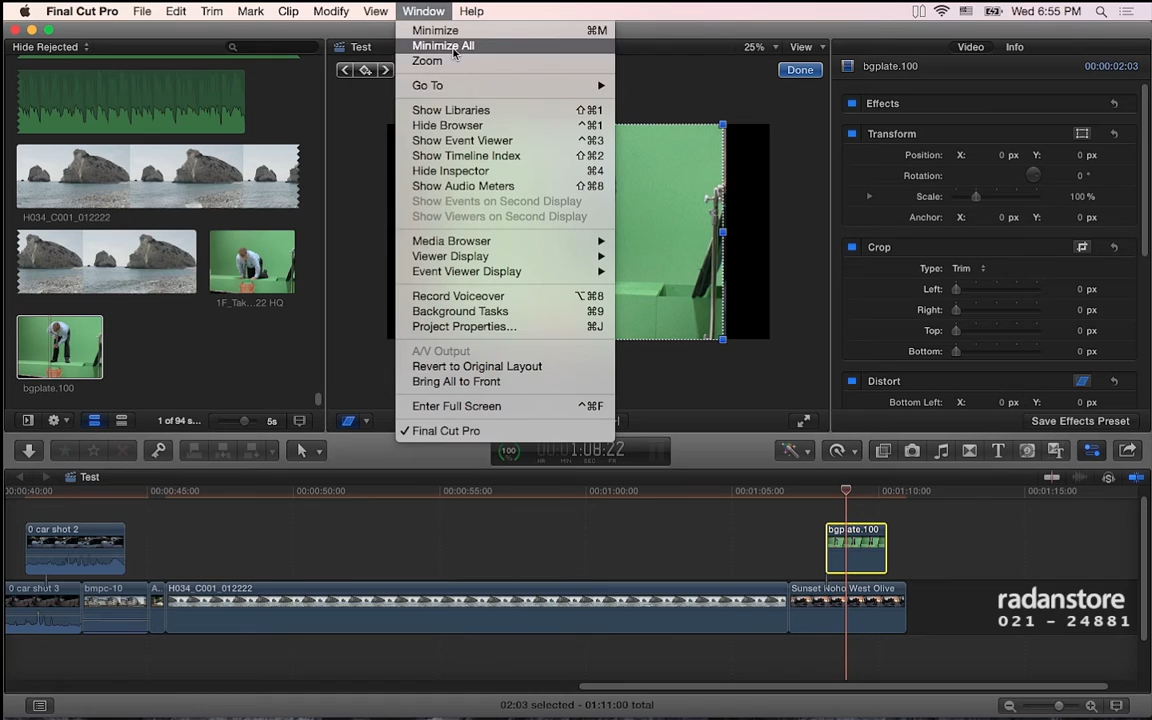 Final Cut Pro File Edit Trim Mark Clip Modify View Window Help Wed 6:55 PM
Hide Rejected
Test
25% View
Video Info
Done
bgplate.100 00:00:02:03
Minimize ⌘M
Minimize All
Zoom
Go To
Show Libraries ⇧⌘1
Hide Browser ^⌘1
Show Event Viewer ^⌘3
Show Timeline Index ⇧⌘2
Hide Inspector ⌘4
Show Audio Meters ⇧⌘8
Show Events on Second Display
Show Viewers on Second Display
Media Browser
Viewer Display
Event Viewer Display
Record Voiceover ⌥⌘8
Background Tasks ⌘9
Project Properties... ⌘J
A/V Output
Revert to Original Layout
Bring All to Front
Enter Full Screen ^⌘F
✓ Final Cut Pro
H034_C001_012222
1F_Tak...22 HQ
bgplate.100
Effects
Transform
Position: X: 0 px Y: 0 px
Rotation: 0 °
Scale: 100 %
Anchor: X: 0 px Y: 0 px
Crop
Type: Trim
Left: 0 px
Right: 0 px
Top: 0 px
Bottom: 0 px
Distort
Bottom Left: X: 0 px Y: 0 px
1 of 94 s... 5s
Save Effects Preset
100 1:08:22
Test
00:00:40:00 00:00:45:00 00:00:50:00 00:00:55:00 00:01:00:00 00:01:05:00 00:01:10:00 00:01:15:00
0 car shot 2
bgplate.100
0 car shot 3 bmpc-10 A. H034_C001_012222 Sunset Noho West Olive
radanstore
021 - 24881
02:03 selected - 01:11:00 total